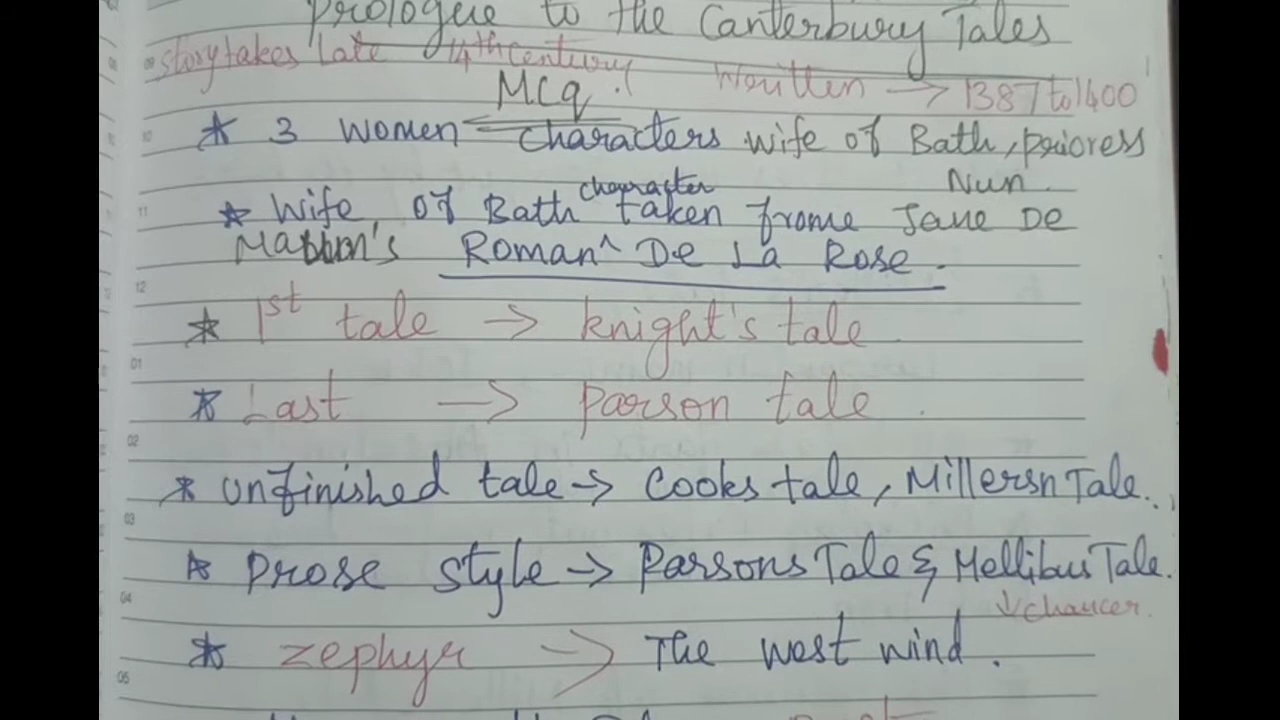 Prologue to the Canterbury Tales
story takes Late 14th century. Written → 1387 to 1400
MCq
* 3 women characters wife of Bath, prioress
Nun.
character
* Wife of Bath taken frome Jane De
Roman De La Rose.
* 1st tale → knight's tale
* Last → parson tale.
* unfinished tale → Cooks tale, Millersn Tale.
* Prose style → Parsons Tale & Mellibus Tale.
↓ chaucer.
* zephyr → The west wind.